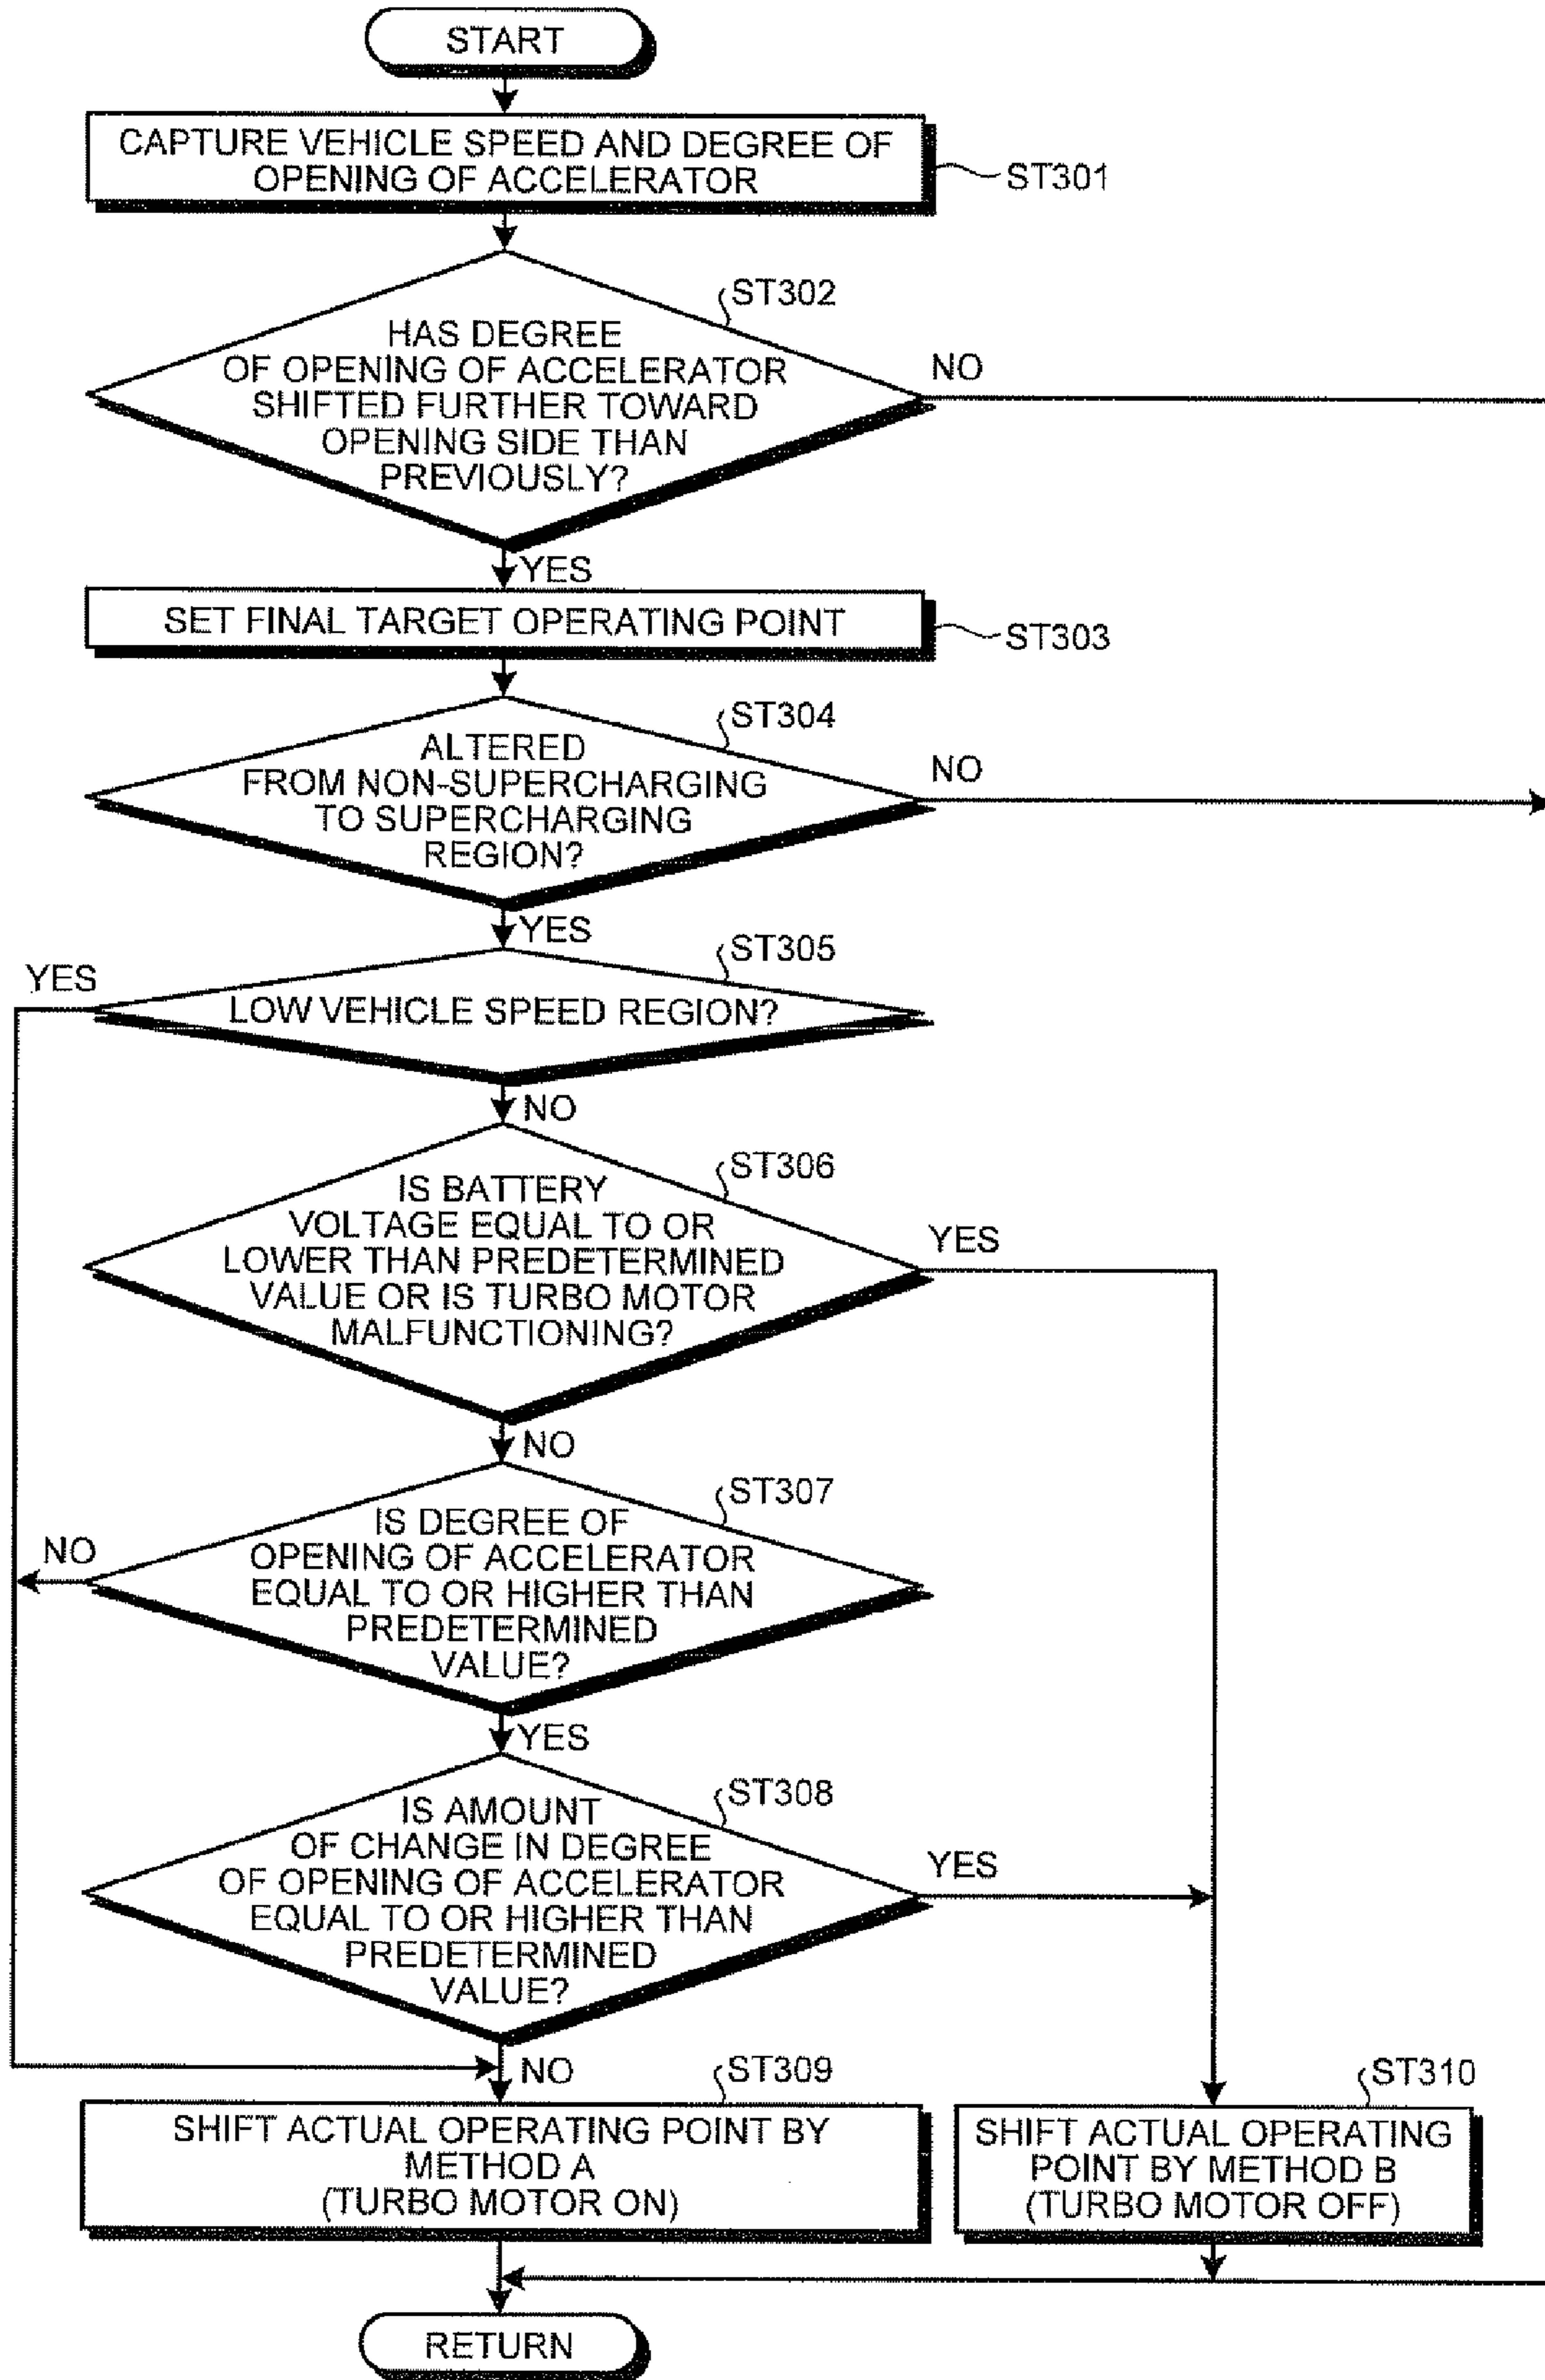 START
CAPTURE VEHICLE SPEED AND DEGREE OF
OPENING OF ACCELERATOR
ST301
ST302
HAS DEGREE
OF OPENING OF ACCELERATOR
SHIFTED FURTHER TOWARD
OPENING SIDE THAN
PREVIOUSLY?
NO
YES
SET FINAL TARGET OPERATING POINT
ST303
ST304
ALTERED
FROM NON-SUPERCHARGING
TO SUPERCHARGING
REGION?
NO
YES
ST305
YES
LOW VEHICLE SPEED REGION?
NO
ST306
IS BATTERY
VOLTAGE EQUAL TO OR
LOWER THAN PREDETERMINED
VALUE OR IS TURBO MOTOR
MALFUNCTIONING?
YES
NO
ST307
IS DEGREE OF
OPENING OF ACCELERATOR
EQUAL TO OR HIGHER THAN
PREDETERMINED
VALUE?
NO
YES
ST308
IS AMOUNT
OF CHANGE IN DEGREE
OF OPENING OF ACCELERATOR
EQUAL TO OR HIGHER THAN
PREDETERMINED
VALUE?
YES
NO
ST309
SHIFT ACTUAL OPERATING POINT BY
METHOD A
(TURBO MOTOR ON)
ST310
SHIFT ACTUAL OPERATING
POINT BY METHOD B
(TURBO MOTOR OFF)
RETURN